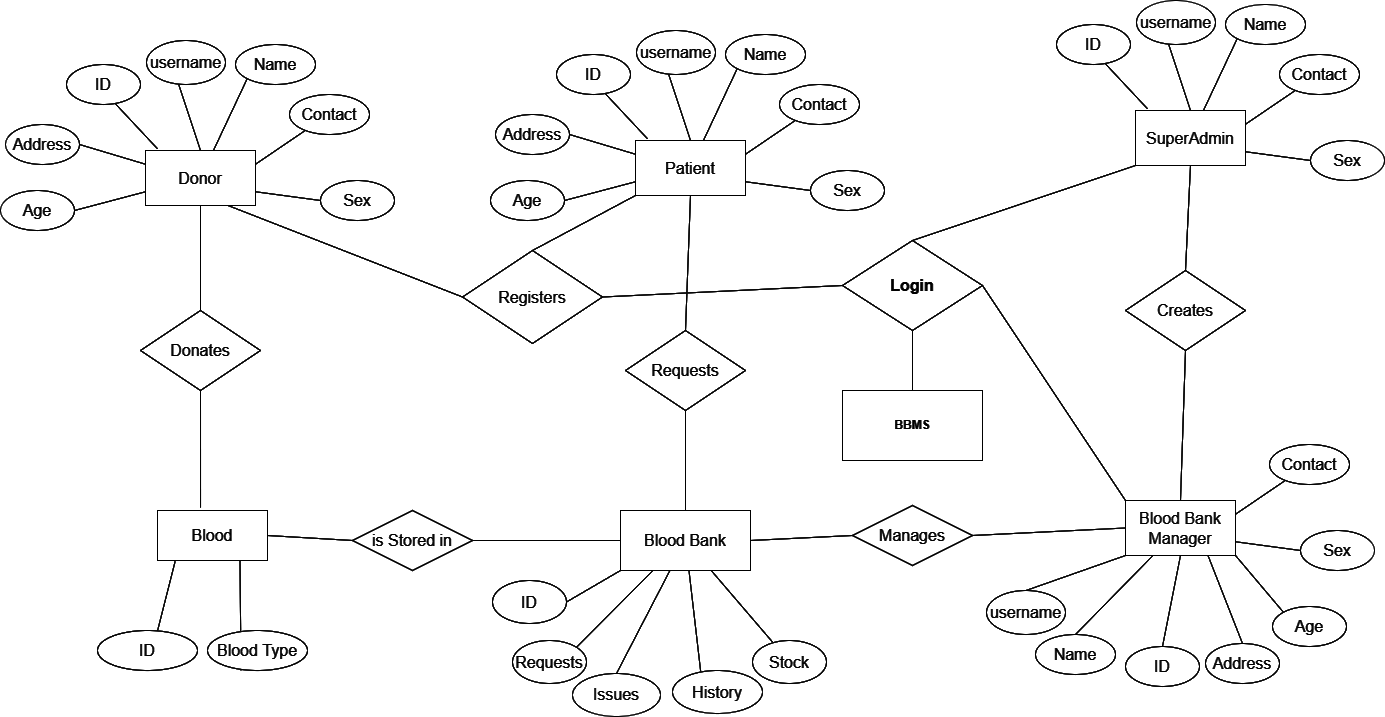 username
Name
ID
username
Name
username
Name
ID
Contact
ID
ID
Contact
Contact
Address
Address
SuperAdmin
Donor
Patient
Sex
Age
Sex
Age
Sex
Registers
Login
Creates
Donates
Requests
BBMS
Contact
Blood
is Stored in
Blood Bank
Manages
Blood Bank
Manager
Sex
ID
username
Age
ID
Blood Type
Requests
Stock
Name
ID
Address
Issues
History